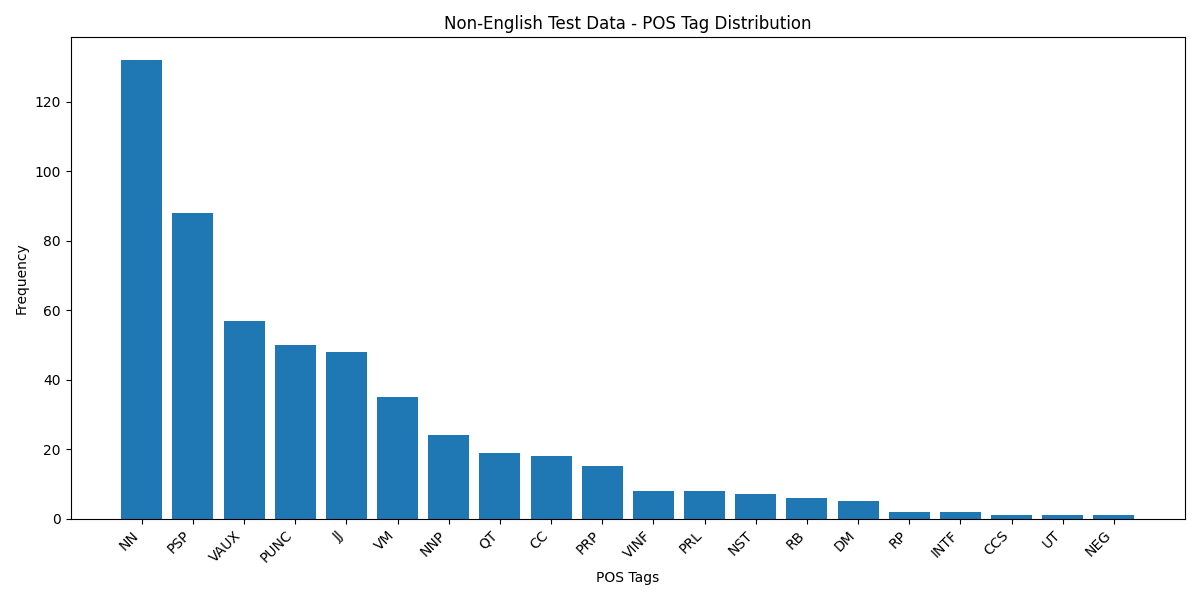 Non-English Test Data - POS Tag Distribution
Frequency
120
100
80
60
40
20
0
NN PSP VAUX PUNC JJ VM NNP QT CC PRP VINF PRL NST RB DM RP INTF CCS UT NEG
POS Tags